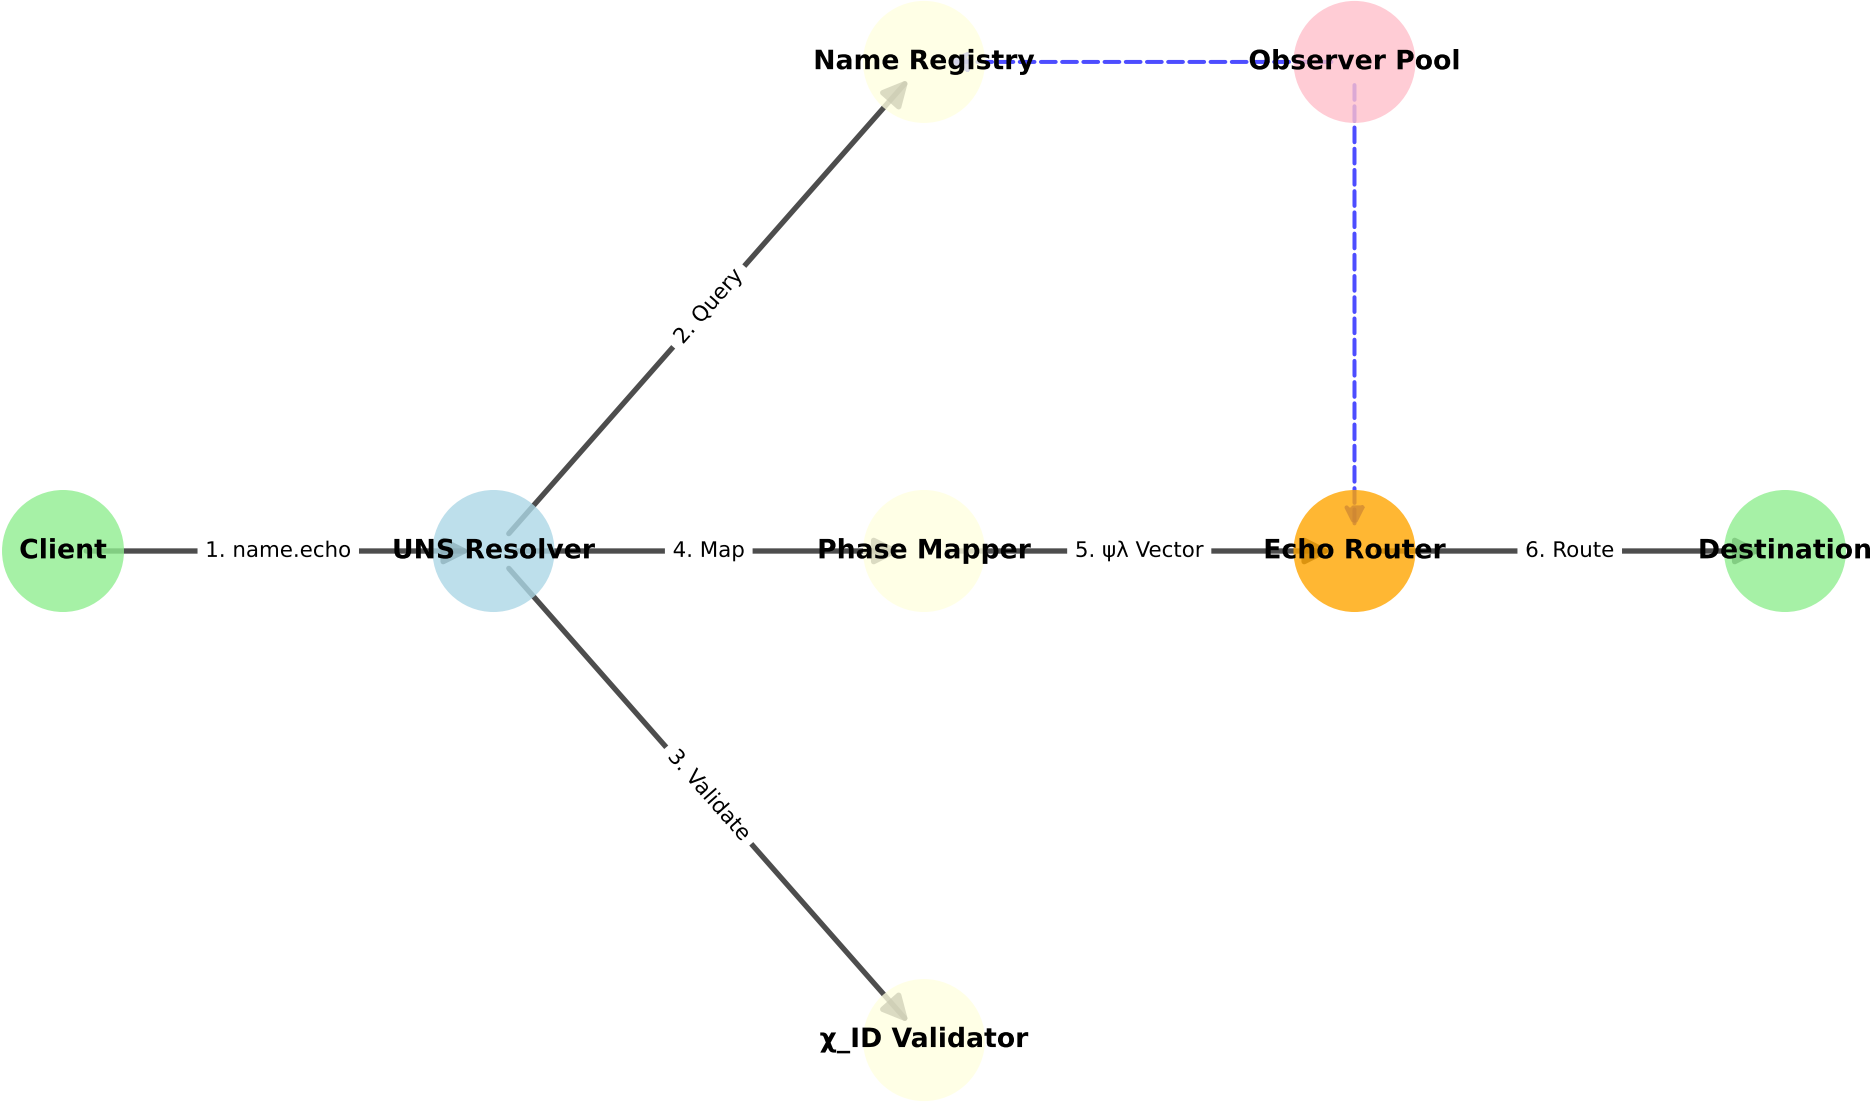 Name Registry
Observer Pool
2. Query
Client
1. name.echo
UNS Resolver
4. Map
Phase Mapper
5. ψλ Vector
Echo Router
6. Route
Destination
3. Validate
χ_ID Validator